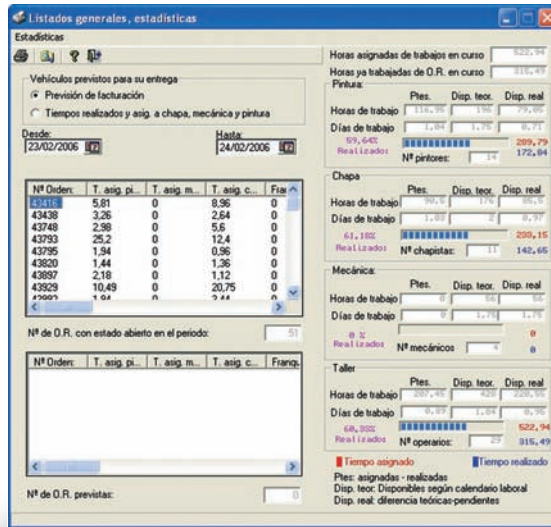 Listados generales, estadísticas
Estadísticas
Vehículos previstos para su entrega
Previsión de facturación
Tiempos realizados y asig. a chapa, mecánica y pintura
Desde:
Hasta:
23/02/2006
24/02/2006
Nº Orden: T. asig. pi... T. asig. m... T. asig. c...
43416 5,81 0 8,96 0
43438 3,26 0 2,64 0
43748 2,98 0 5,6 0
43793 25,2 0 12,4 0
43795 1,94 0 0,96 0
43820 1,44 0 1,36 0
43897 2,18 0 1,12 0
43929 10,49 0 20,75 0
Nº de O.R. con estado abierto en el periodo: 51
Nº Orden: T. asig. pi... T. asig. m... T. asig. c... Franqu
Nº de O.R. previstas: 0
Horas asignadas de trabajos en curso 522,94
Horas ya trabajadas de O.R. en curso 315,49
Pintura:
Ptes. Disp. teor. Disp. real
Horas de trabajo 116,95 196 79,05
Días de trabajo 1,04 1,75 0,71
59,64% 289,79
Realizado: 172,84
Nº pintores: 14
Chapa
Ptes. Disp. teor. Disp. real
Horas de trabajo 90,5 176 85,5
Días de trabajo 1,03 2 0,97
61,18% 233,15
Realizado: Nº chapistas: 11 142,65
Mecánica:
Ptes. Disp. teor. Disp. real
Horas de trabajo 0 56 56
Días de trabajo 0 1,75 1,75
0 % 0
Realizado: Nº mecánicos 4 0
Taller
Ptes. Disp. teor. Disp. real
Horas de trabajo 207,45 428 220,55
Días de trabajo 0,89 1,84 0,95
60,33% 522,94
Realizado: Nº operarios: 29 315,49
Tiempo asignado Tiempo realizado
Ptes: asignadas - realizadas
Disp. teor: Disponibles según calendario laboral
Disp. real: diferencia teóricas-pendientes